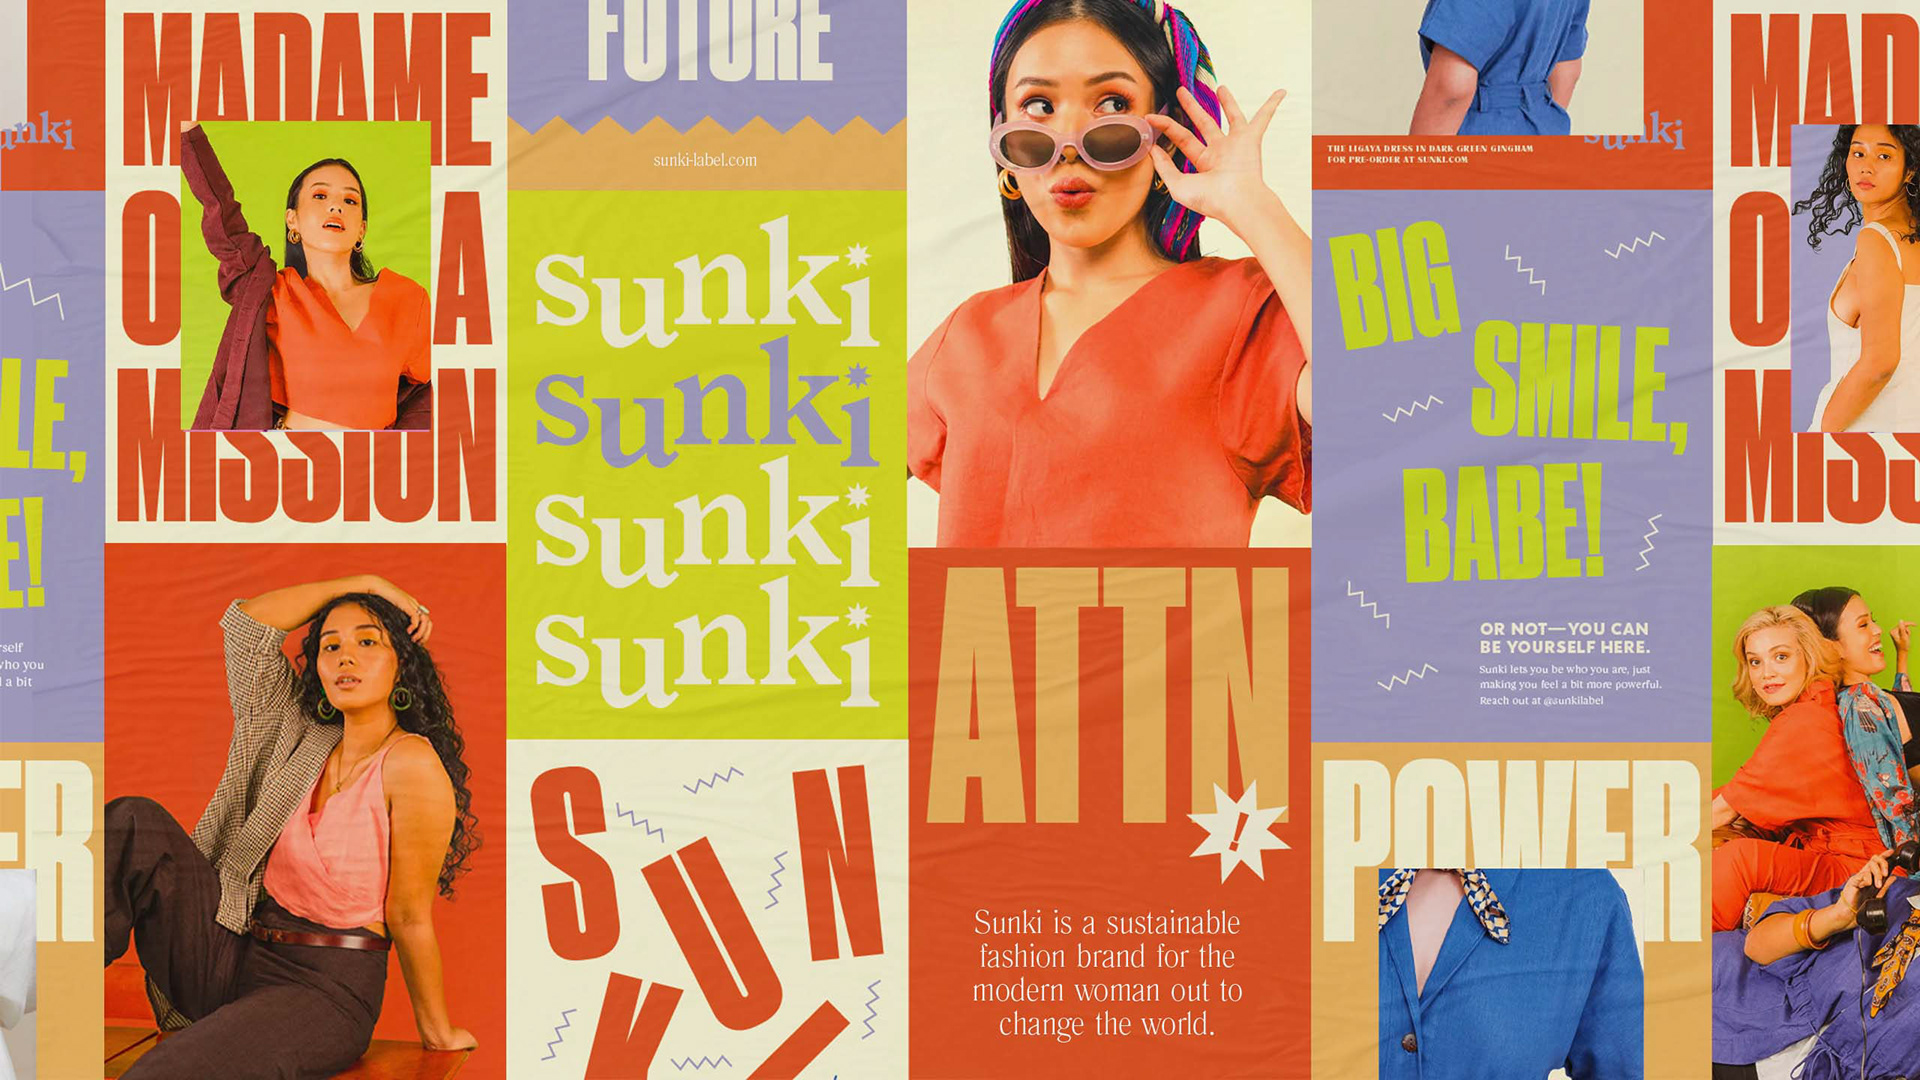 unki
LE,
E!
rself
who you
l a bit
ER
MADAME
O A
MISSION
FUTURE
sunki-label.com
sunki
sunki
sunki
sunki
S U N
K I
ATTN
!
Sunki is a sustainable
fashion brand for the
modern woman out to
change the world.
THE LIGAYA DRESS IN DARK GREEN GINGHAM
FOR PRE-ORDER AT SUNKI.COM
sunki
BIG
SMILE,
BABE!
OR NOT—YOU CAN
BE YOURSELF HERE.
Sunki lets you be who you are, just
making you feel a bit more powerful.
Reach out at @sunkilabel
POWER
MAD
O
MISS